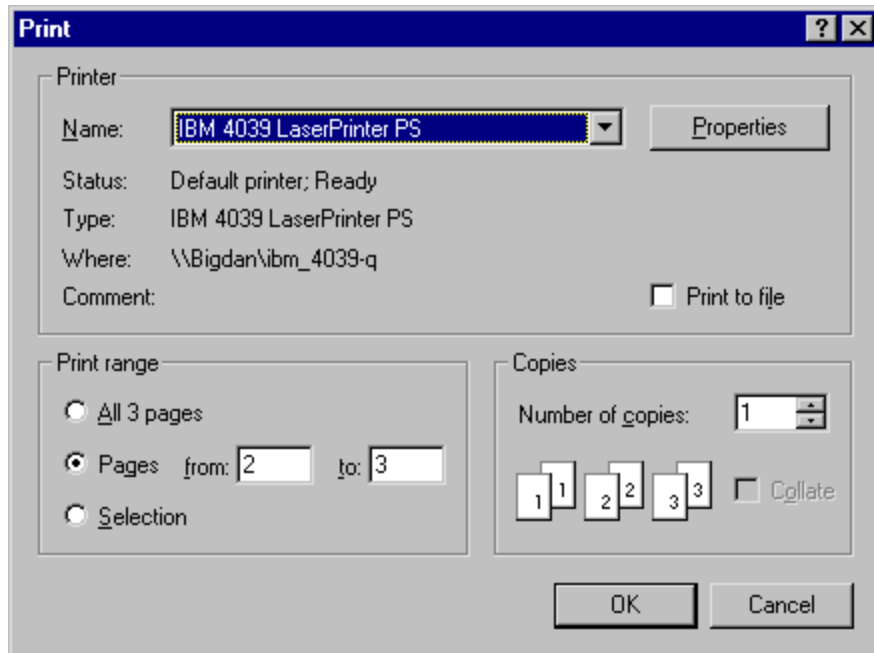 Print
Printer
Name: IBM 4039 LaserPrinter PS Properties
Status: Default printer; Ready
Type: IBM 4039 LaserPrinter PS
Where: \\Bigdan\ibm_4039-q
Comment: Print to file
Print range
All 3 pages
Pages from: 2 to: 3
Selection
Copies
Number of copies: 1
1 1 2 2 3 3 Collate
OK Cancel